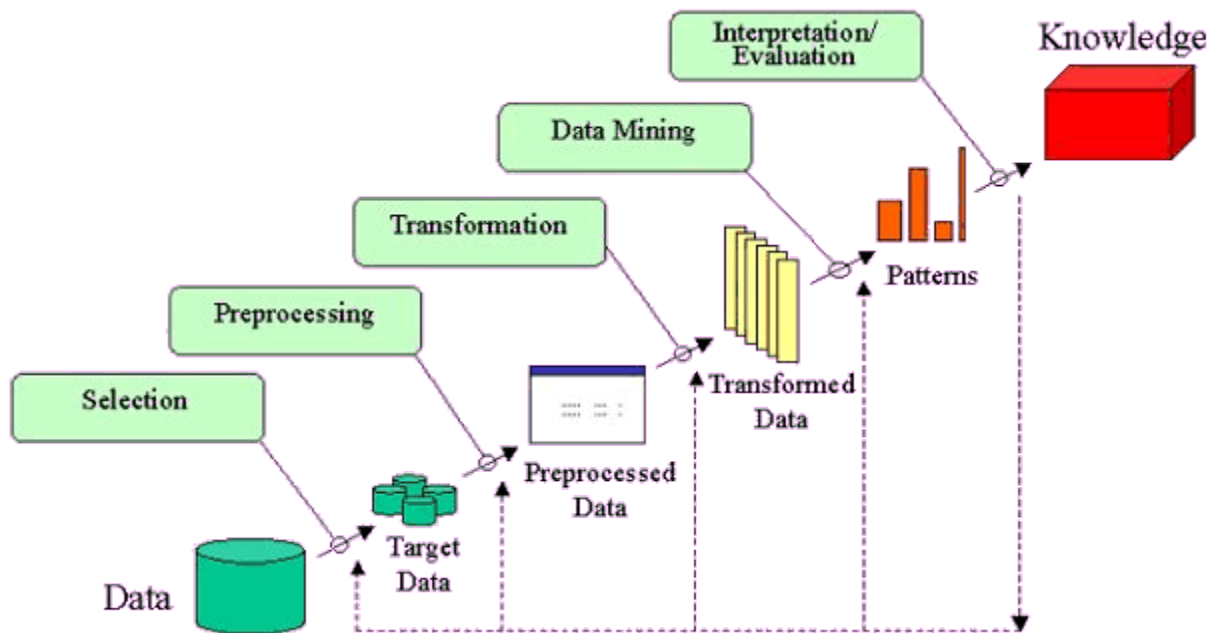 Interpretation/
Evaluation
Knowledge
Data Mining
Transformation
Patterns
Preprocessing
Transformed
Data
Selection
Preprocessed
Data
Target
Data
Data